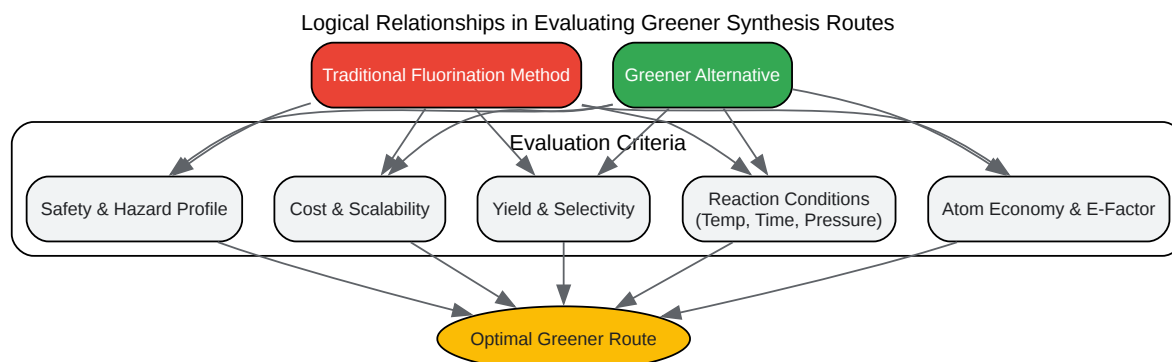 Logical Relationships in Evaluating Greener Synthesis Routes
Traditional Fluorination Method
Greener Alternative
Evaluation Criteria
Safety & Hazard Profile
Cost & Scalability
Yield & Selectivity
Reaction Conditions
(Temp, Time, Pressure)
Atom Economy & E-Factor
Optimal Greener Route